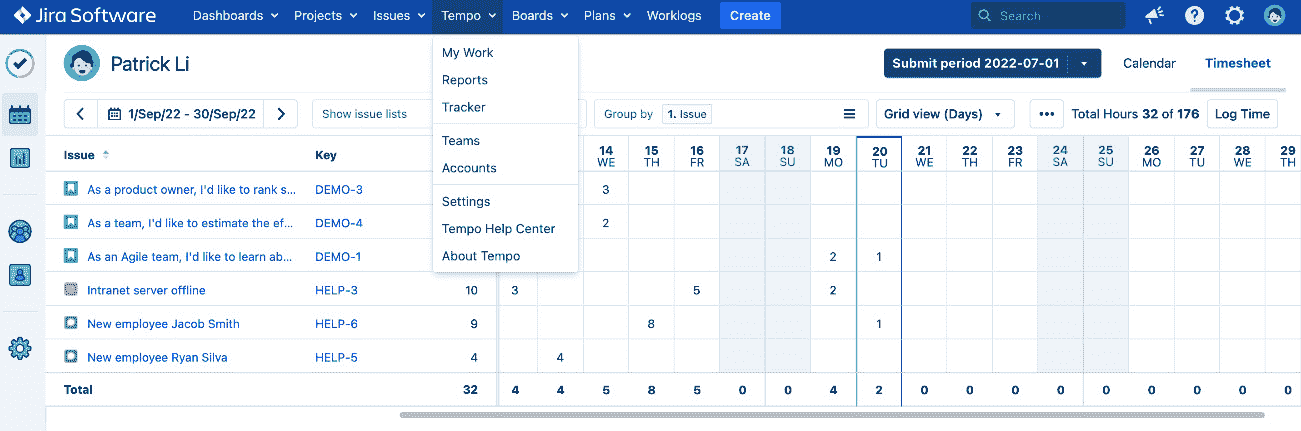 Jira Software Dashboards Projects Issues Tempo Boards Plans Worklogs Create Search
Patrick Li Submit period 2022-07-01 Calendar Timesheet
1/Sep/22 - 30/Sep/22 Show issue lists Group by 1. Issue Grid view (Days) ••• Total Hours 32 of 176 Log Time
My Work
Reports
Tracker
Teams
Accounts
Settings
Tempo Help Center
About Tempo
Issue Key 14 15 16 17 18 19 20 21 22 23 24 25 26 27 28 29
WE TH FR SA SU MO TU WE TH FR SA SU MO TU WE TH
As a product owner, I'd like to rank s... DEMO-3 3
As a team, I'd like to estimate the ef... DEMO-4 2
As an Agile team, I'd like to learn ab... DEMO-1 2 1
Intranet server offline HELP-3 10 3 5 2
New employee Jacob Smith HELP-6 9 8 1
New employee Ryan Silva HELP-5 4 4
Total 32 4 4 5 8 5 0 0 4 2 0 0 0 0 0 0 0 0 0